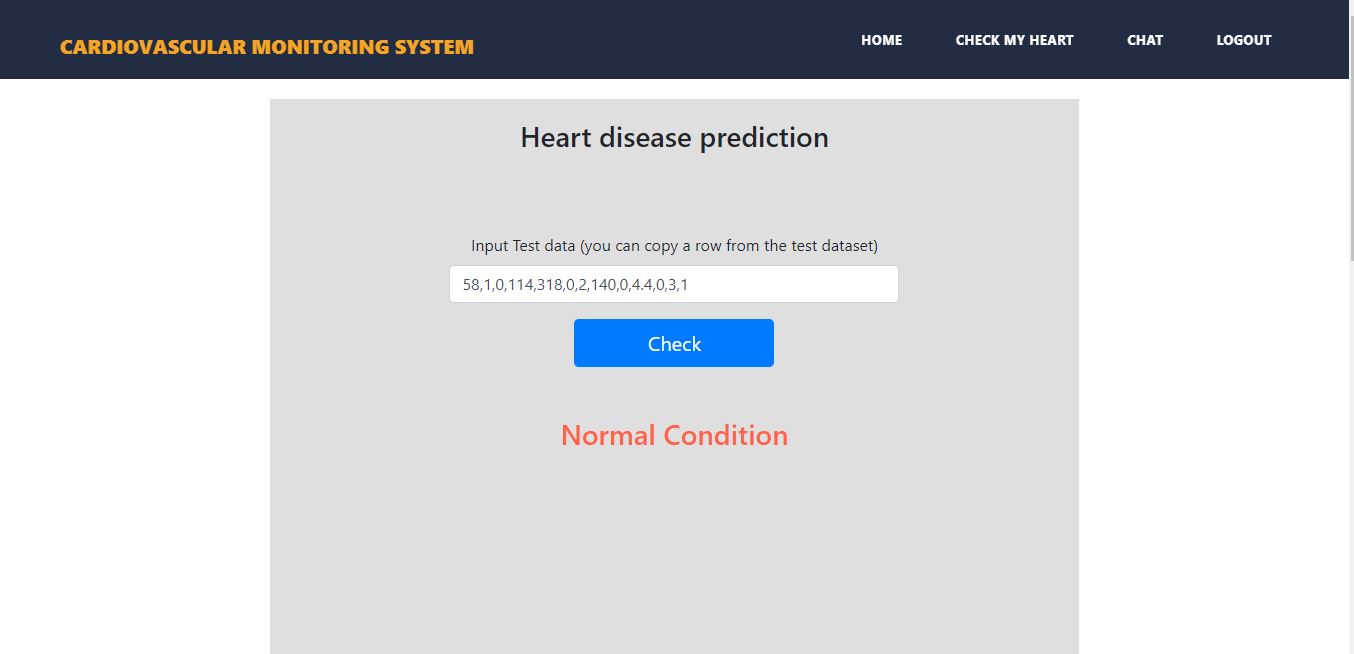 CARDIOVASCULAR MONITORING SYSTEM
HOME CHECK MY HEART CHAT LOGOUT
Heart disease prediction
Input Test data (you can copy a row from the test dataset)
58,1,0,114,318,0,2,140,0,4.4,0,3,1
Check
Normal Condition